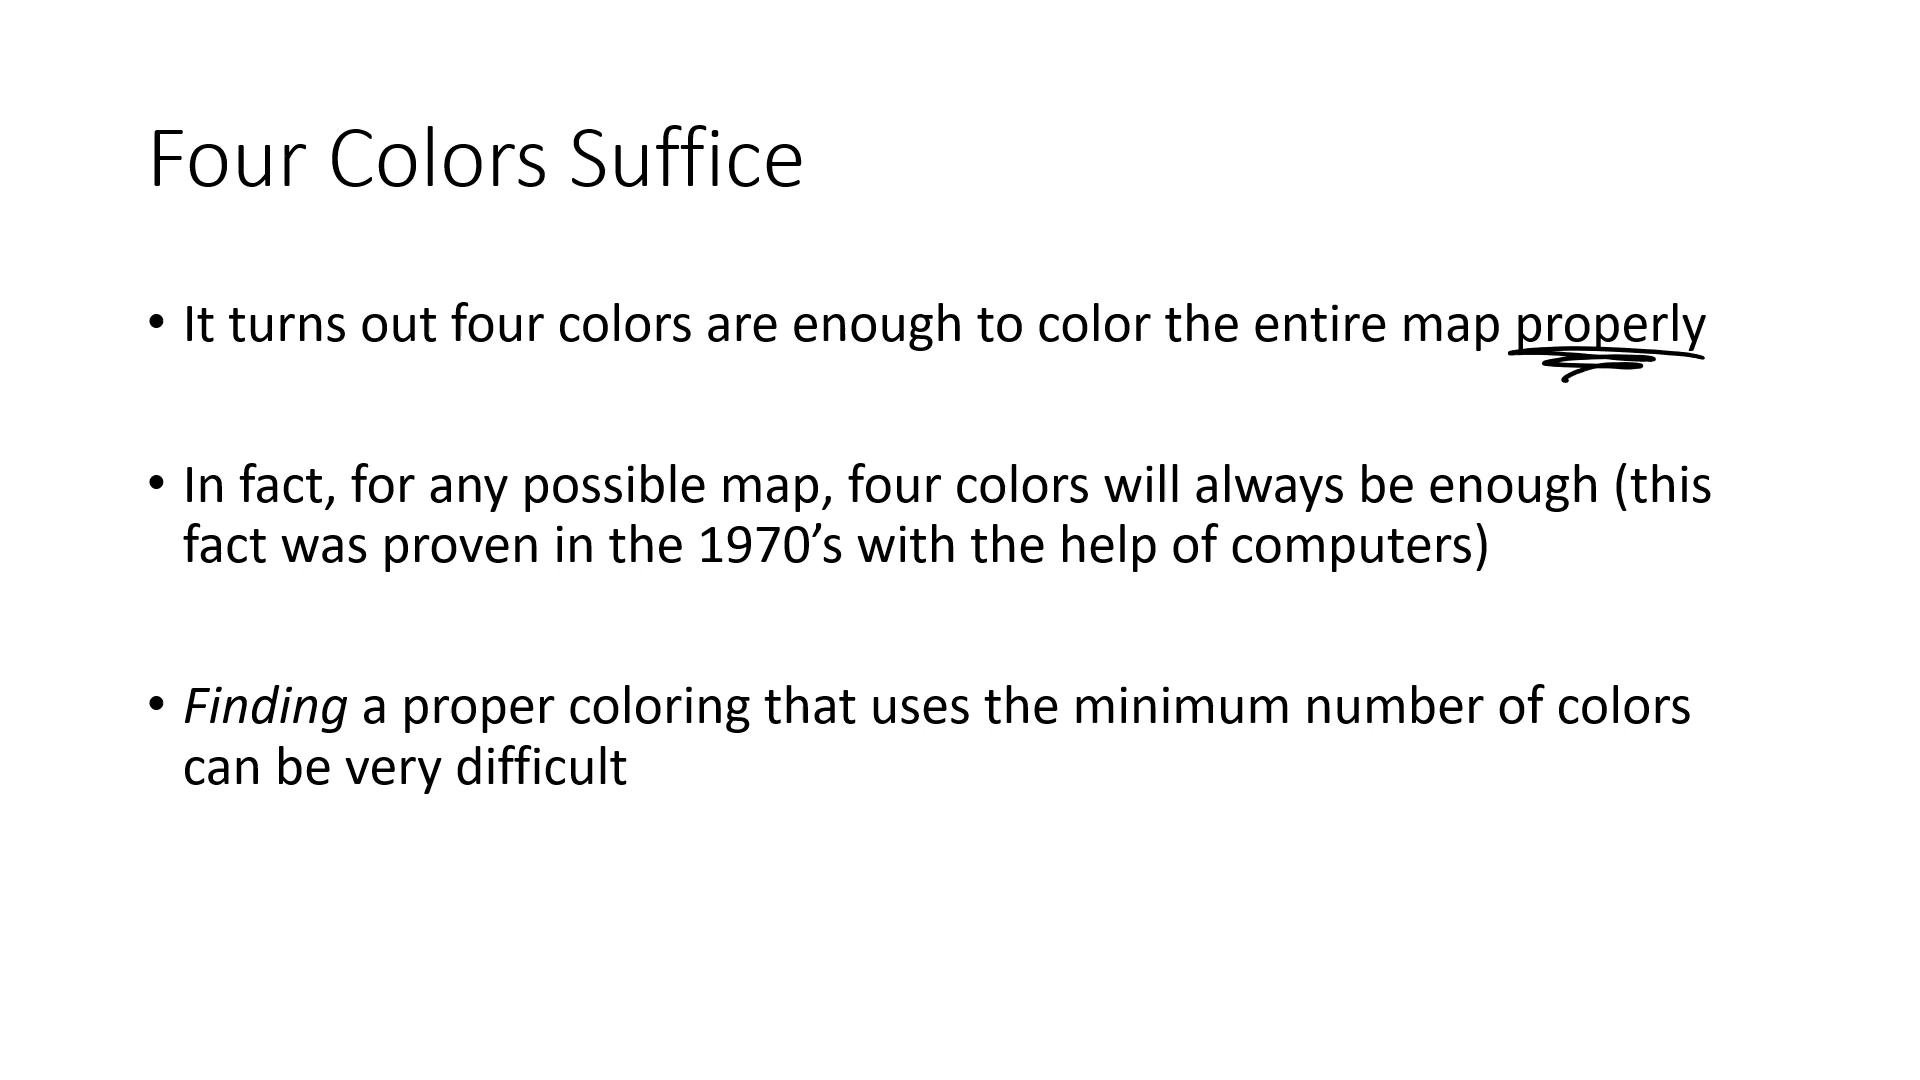 Four Colors Suffice
• It turns out four colors are enough to color the entire map properly
• In fact, for any possible map, four colors will always be enough (this
fact was proven in the 1970’s with the help of computers)
• Finding a proper coloring that uses the minimum number of colors
can be very difficult